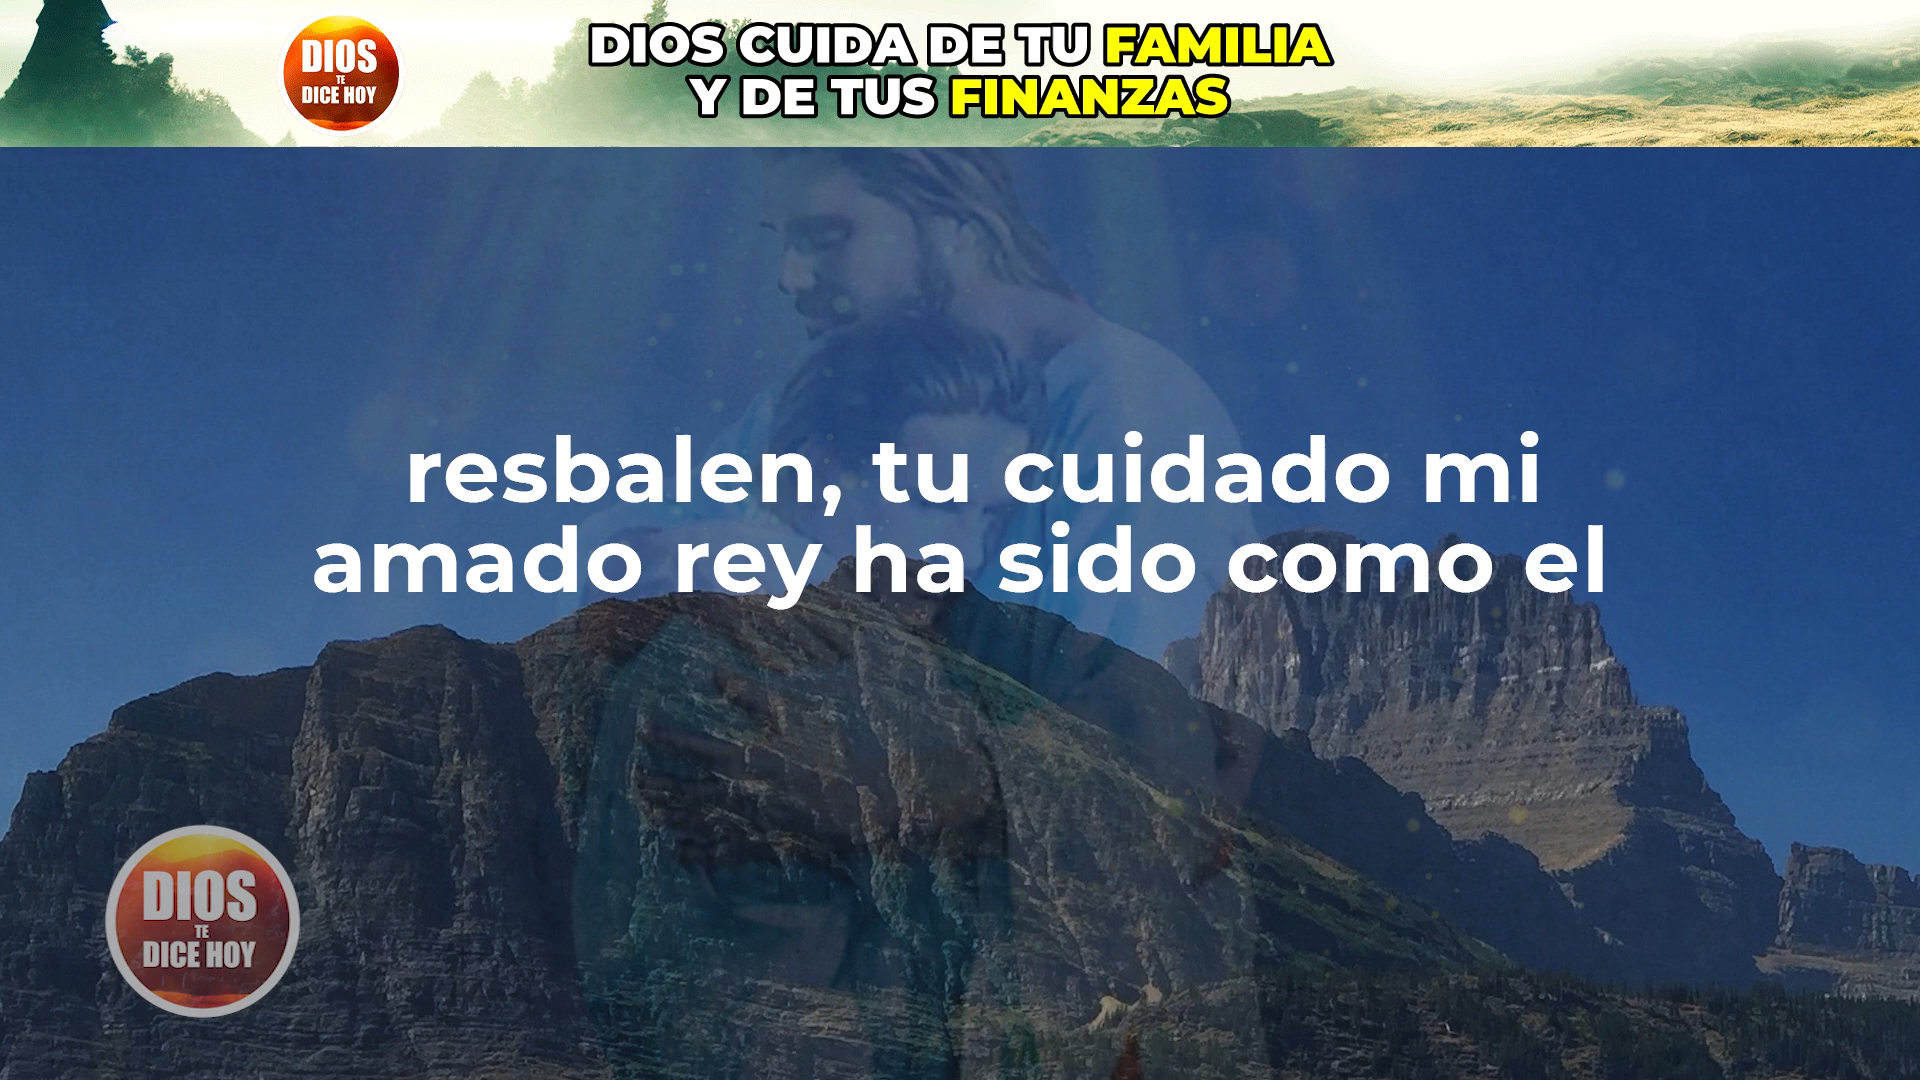 DIOS
TE
DICE HOY
DIOS CUIDA DE TU FAMILIA
Y DE TUS FINANZAS
resbalen, tu cuidado mi
amado rey ha sido como el
DIOS
TE
DICE HOY